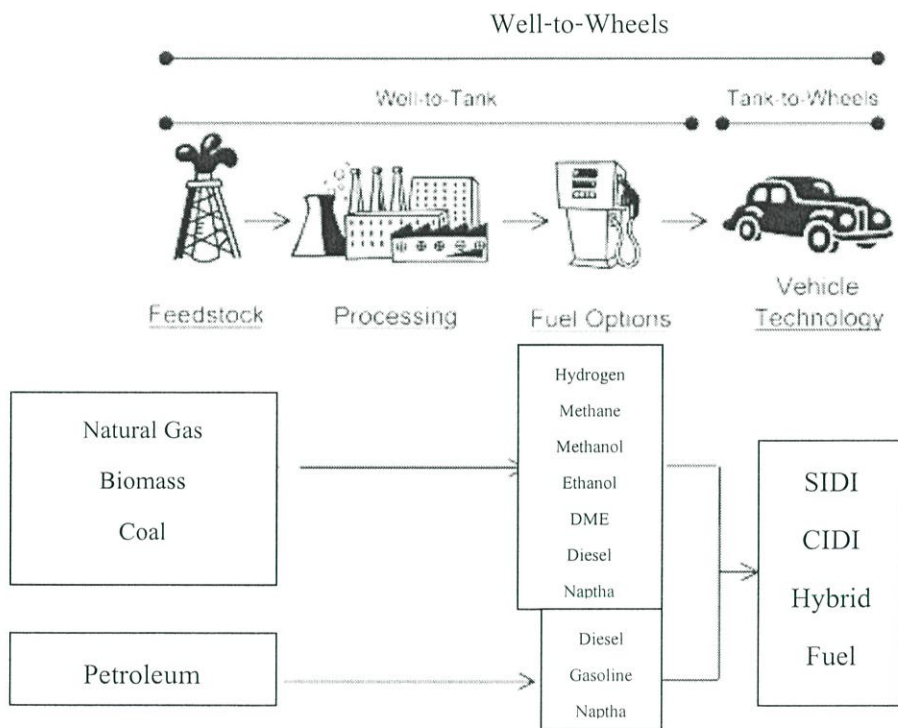 Well-to-Wheels
Well-to-Tank
Tank-to-Wheels
Feedstock
Processing
Fuel Options
Vehicle
Technology
Natural Gas
Biomass
Coal
Hydrogen
Methane
Methanol
Ethanol
DME
Diesel
Naptha
SIDI
CIDI
Hybrid
Fuel
Petroleum
Diesel
Gasoline
Naptha